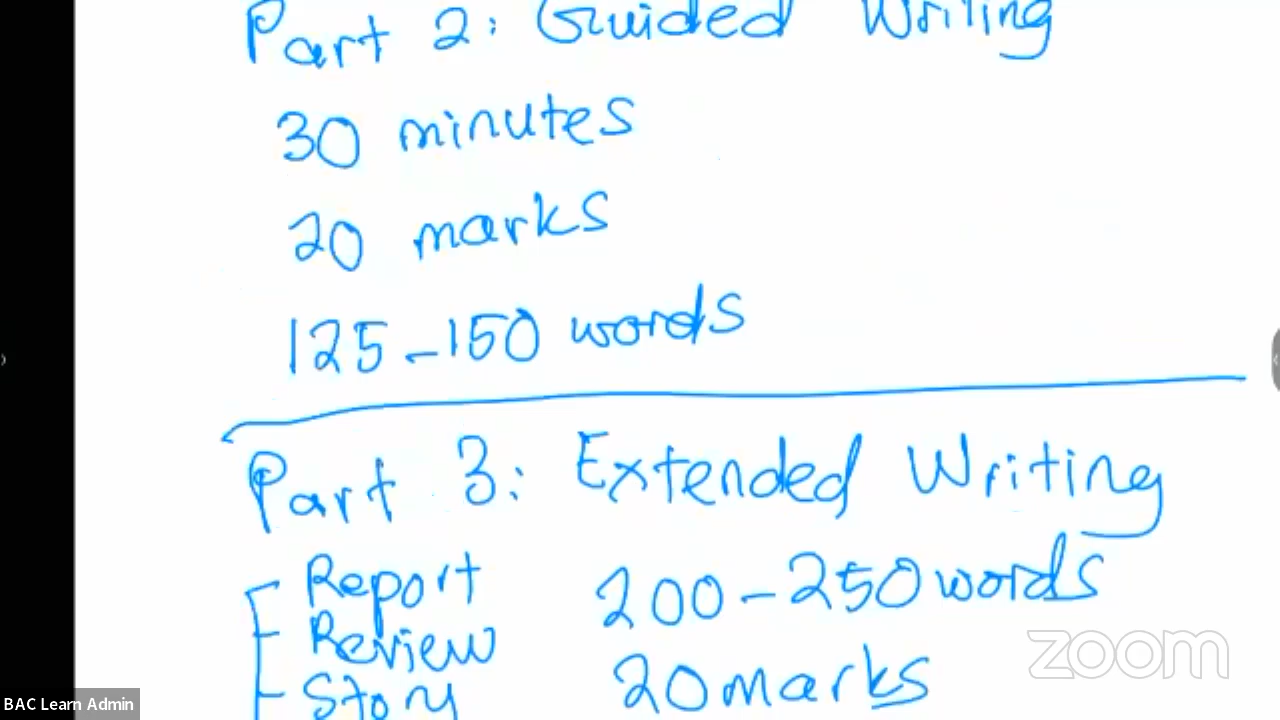 Part 2: Guided Writing
30 minutes
20 marks
125-150 words
Part 3: Extended Writing
Report 200-250 words
Review
Story 20 marks
zoom
BAC Learn Admin